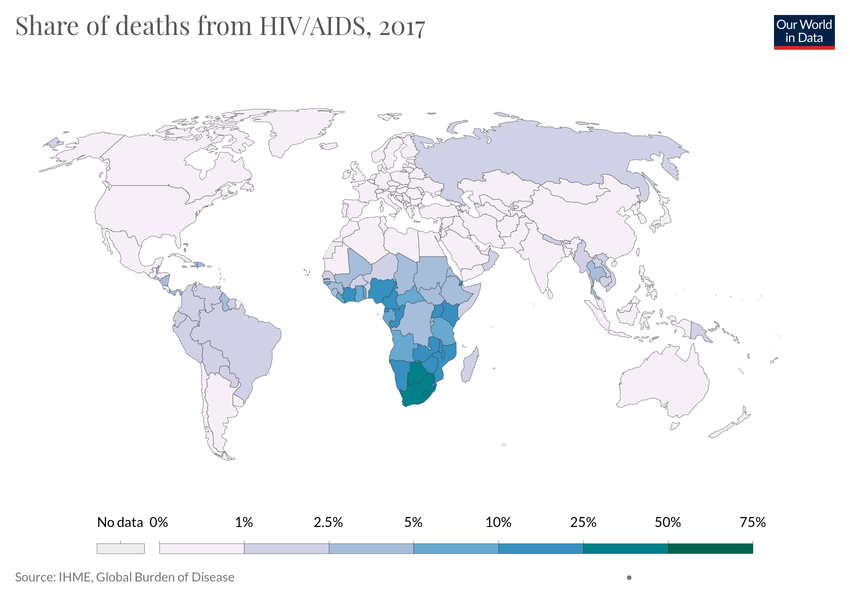 Share of deaths from HIV/AIDS, 2017
Our World
in Data
No data 0% 1% 2.5% 5% 10% 25% 50% 75%
Source: IHME, Global Burden of Disease